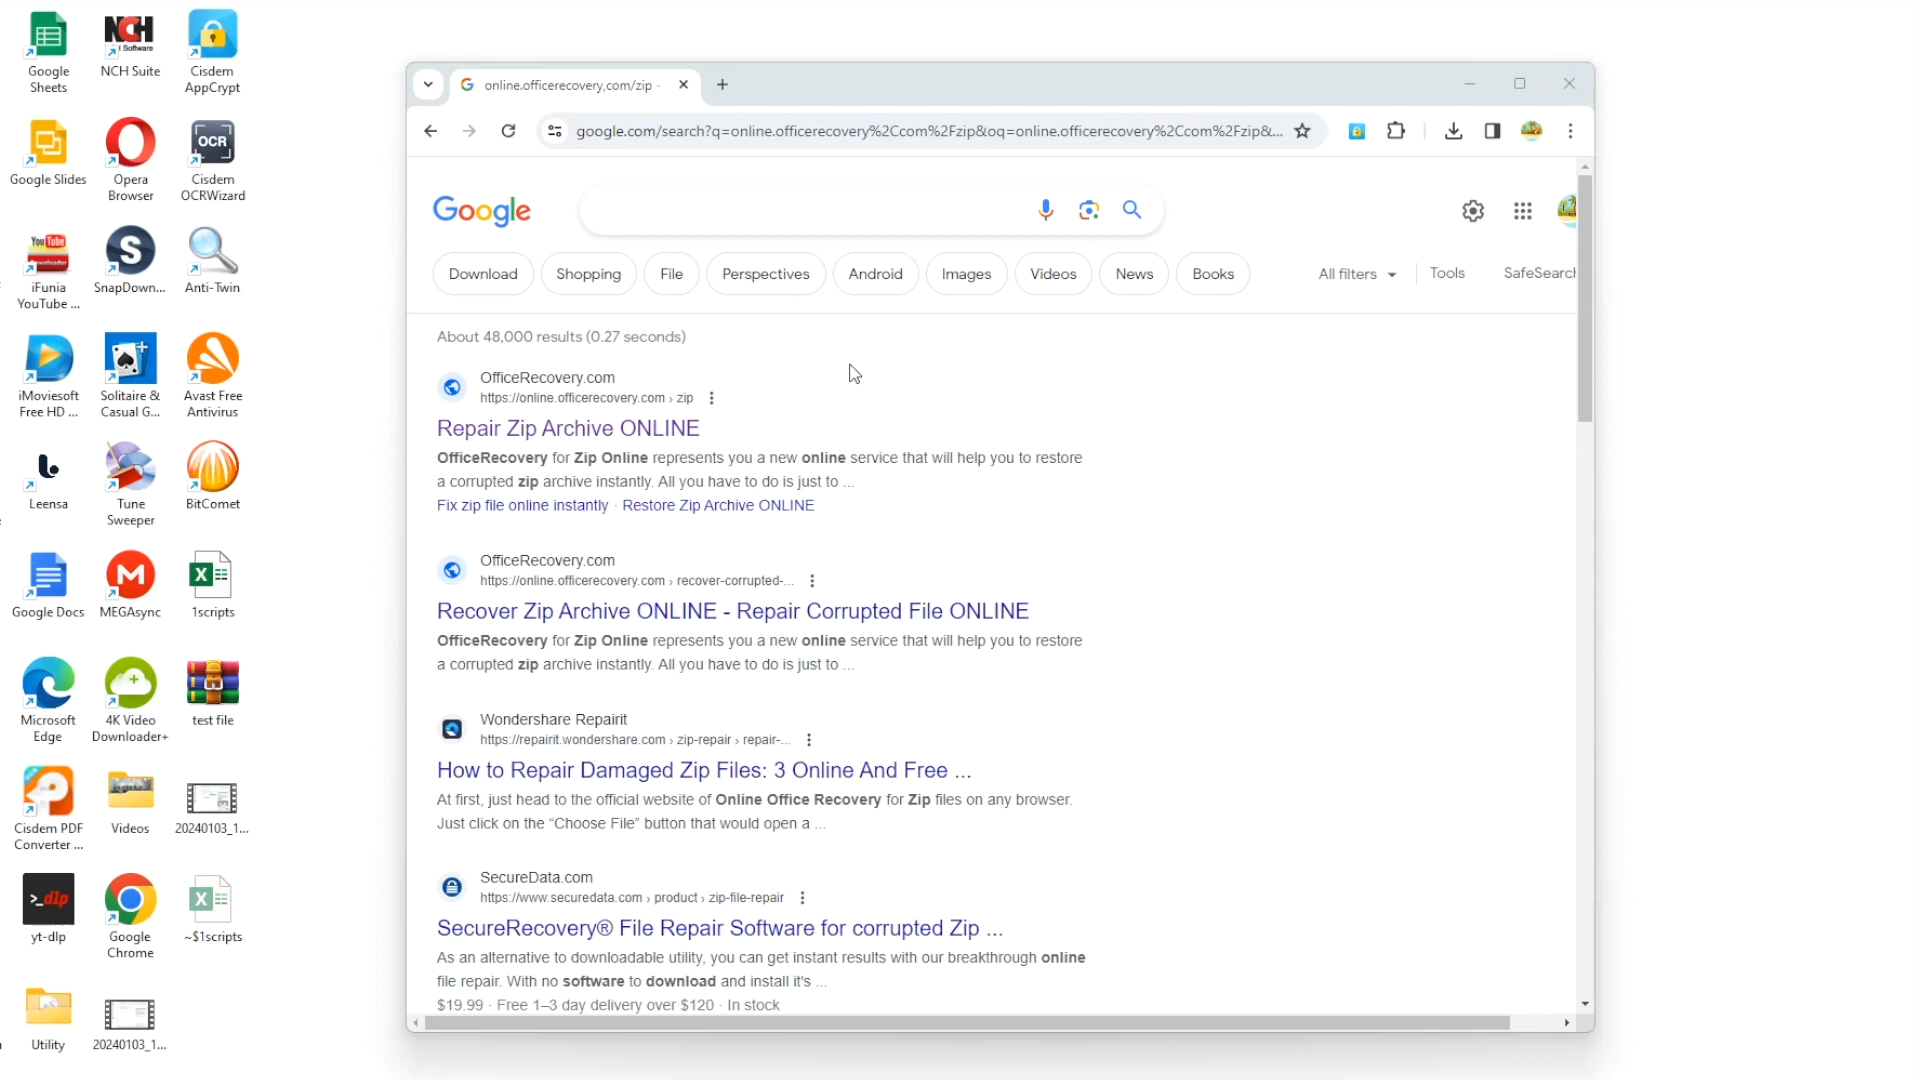 Google
Sheets
NCH
Software
NCH Suite
Cisdem
AppCrypt
Google Slides
Opera
Browser
OCR
Cisdem
OCRWizard
You Tube
iFunia
YouTube ...
S
SnapDown...
Anti-Twin
iMoviesoft
Free HD ...
Solitaire &
Casual G...
Avast Free
Antivirus
Leensa
Tune
Sweeper
BitComet
Google Docs
MEGAsync
1scripts
Microsoft
Edge
4K Video
Downloader+
test file
Cisdem PDF
Converter ...
Videos
20240103_1...
>_dlp
yt-dlp
Google
Chrome
~$1scripts
Utility
20240103_1...
online.officerecovery,com/zip -
google.com/search?q=online.officerecovery%2Ccom%2Fzip&oq=online.officerecovery%2Ccom%2Fzip&...
Google
Download
Shopping
File
Perspectives
Android
Images
Videos
News
Books
All filters
Tools
SafeSearch
About 48,000 results (0.27 seconds)
OfficeRecovery.com
https://online.officerecovery.com › zip
Repair Zip Archive ONLINE
OfficeRecovery for Zip Online represents you a new online service that will help you to restore
a corrupted zip archive instantly. All you have to do is just to ...
Fix zip file online instantly · Restore Zip Archive ONLINE
OfficeRecovery.com
https://online.officerecovery.com › recover-corrupted-...
Recover Zip Archive ONLINE - Repair Corrupted File ONLINE
OfficeRecovery for Zip Online represents you a new online service that will help you to restore
a corrupted zip archive instantly. All you have to do is just to ...
Wondershare Repairit
https://repairit.wondershare.com › zip-repair › repair-...
How to Repair Damaged Zip Files: 3 Online And Free ...
At first, just head to the official website of Online Office Recovery for Zip files on any browser.
Just click on the “Choose File” button that would open a ...
SecureData.com
https://www.securedata.com › product › zip-file-repair
SecureRecovery® File Repair Software for corrupted Zip ...
As an alternative to downloadable utility, you can get instant results with our breakthrough online
file repair. With no software to download and install it's ...
$19.99 · Free 1–3 day delivery over $120 · In stock